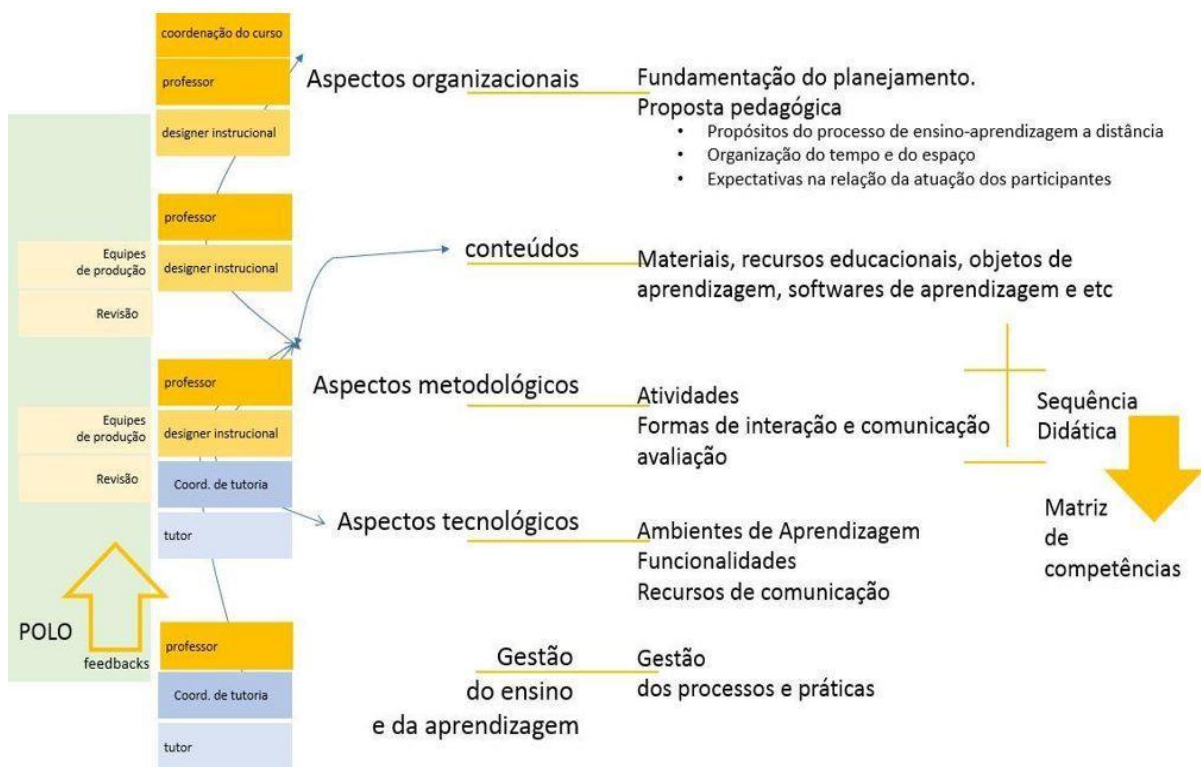 coordenação do curso
professor
designer instrucional
Aspectos organizacionais
Fundamentação do planejamento.
Proposta pedagógica
• Propósitos do processo de ensino-aprendizagem a distância
• Organização do tempo e do espaço
• Expectativas na relação da atuação dos participantes
professor
Equipes
de produção
designer instrucional
Revisão
conteúdos
Materiais, recursos educacionais, objetos de
aprendizagem, softwares de aprendizagem e etc
professor
Equipes
de produção
designer instrucional
Revisão
Coord. de tutoria
tutor
Aspectos metodológicos
Atividades
Formas de interação e comunicação
avaliação
Sequência
Didática
Matriz
de
competências
Aspectos tecnológicos
Ambientes de Aprendizagem
Funcionalidades
Recursos de comunicação
POLO
feedbacks
professor
Coord. de tutoria
tutor
Gestão
do ensino
e da aprendizagem
Gestão
dos processos e práticas